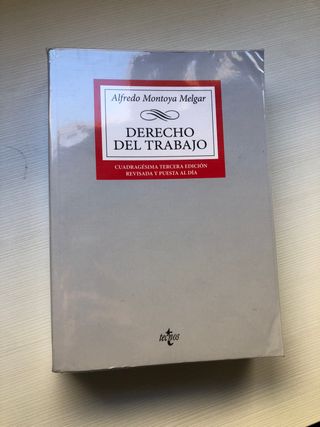 Alfredo Montoya Melgar
DERECHO
DEL TRABAJO
CUADRAGÉSIMA TERCERA EDICIÓN
REVISADA Y PUESTA AL DÍA
tecnos